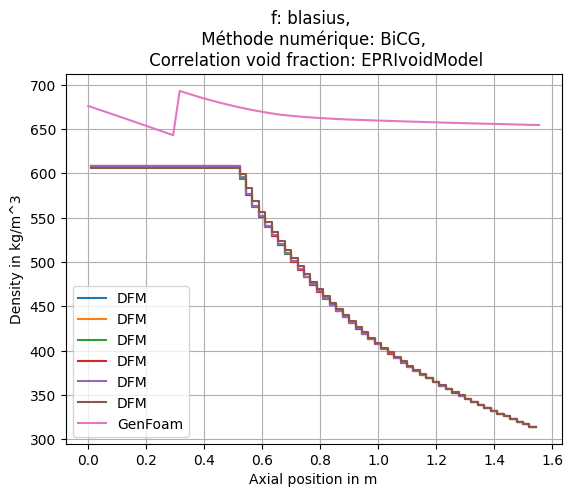 f: blasius,
Méthode numérique: BiCG,
Correlation void fraction: EPRIvoidModel
700
650
600
550
500
450
400
350
300
Density in kg/m^3
DFM
DFM
DFM
DFM
DFM
DFM
GenFoam
0.0 0.2 0.4 0.6 0.8 1.0 1.2 1.4 1.6
Axial position in m